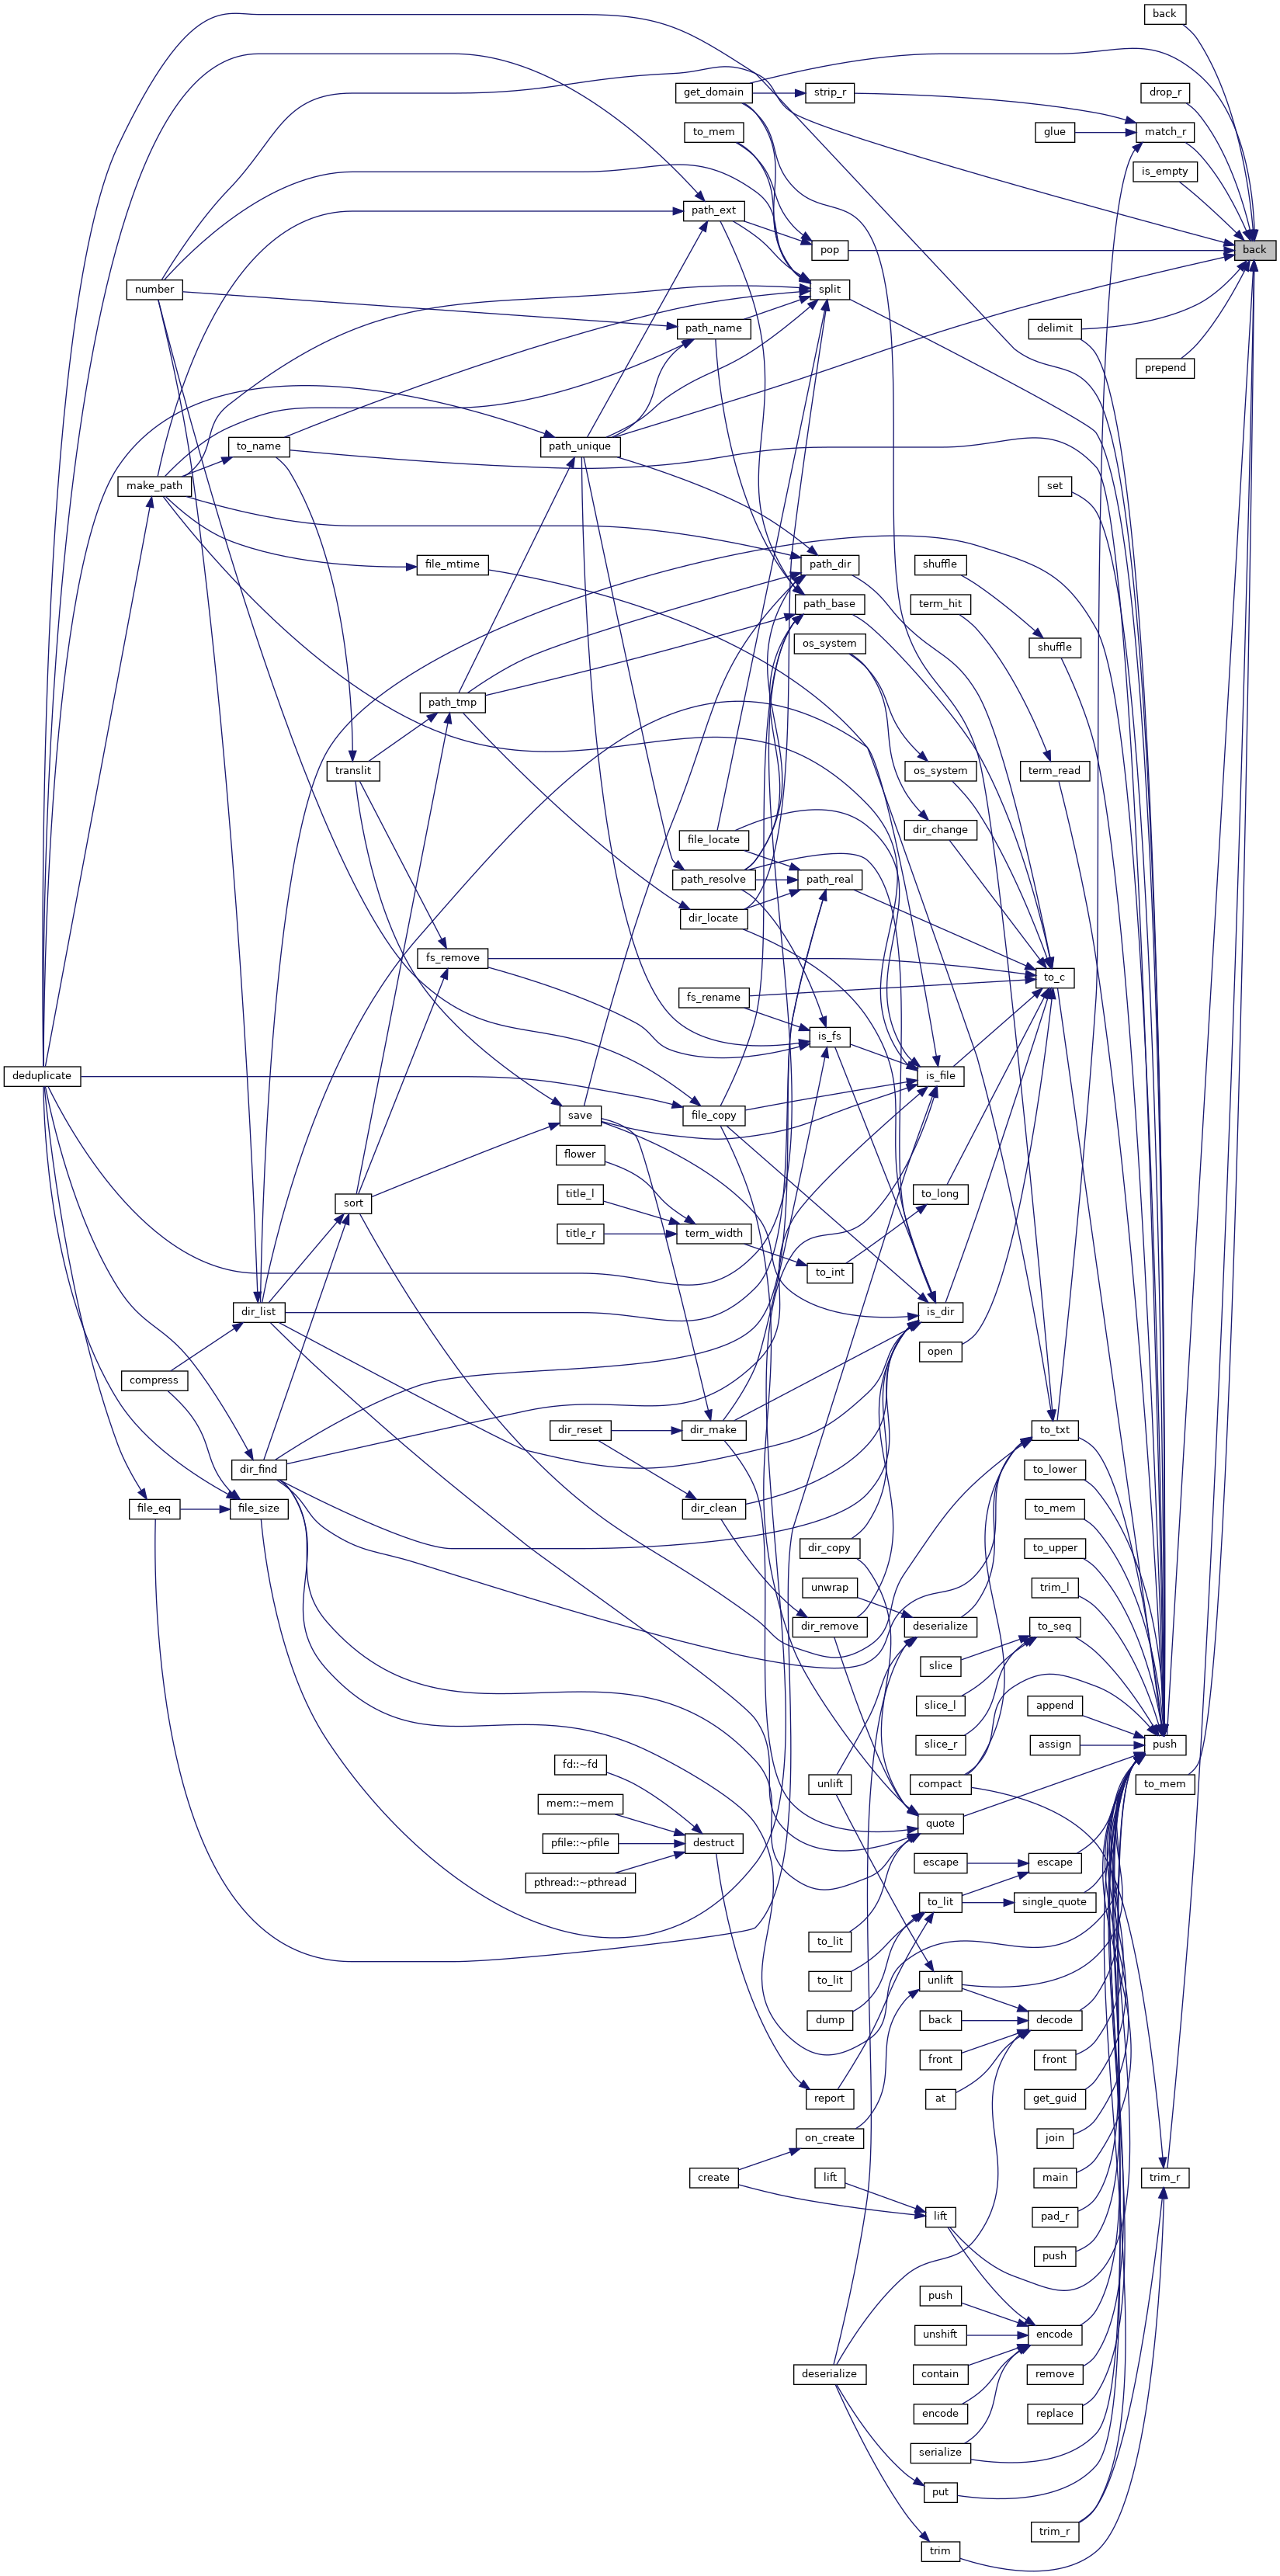 back
get_domain
strip_r
drop_r
to_mem
glue
match_r
is_empty
path_ext
pop
back
number
split
path_name
delimit
prepend
to_name
path_unique
make_path
set
file_mtime
path_dir
shuffle
path_base
term_hit
os_system
shuffle
path_tmp
translit
os_system
term_read
dir_change
file_locate
path_resolve
path_real
dir_locate
fs_remove
to_c
fs_rename
is_fs
deduplicate
is_file
save
file_copy
flower
title_l
to_long
sort
title_r
term_width
to_int
dir_list
is_dir
open
compress
dir_reset
dir_make
to_txt
dir_find
to_lower
file_eq
file_size
dir_clean
to_mem
dir_copy
to_upper
unwrap
trim_l
dir_remove
deserialize
to_seq
slice
slice_l
append
slice_r
assign
push
fd::~fd
unlift
compact
to_mem
mem::~mem
quote
pfile::~pfile
destruct
escape
escape
pthread::~pthread
to_lit
single_quote
to_lit
to_lit
unlift
dump
back
decode
front
front
report
at
get_guid
on_create
join
create
lift
main
trim_r
lift
pad_r
push
push
unshift
encode
deserialize
contain
remove
encode
replace
serialize
put
trim_r
trim